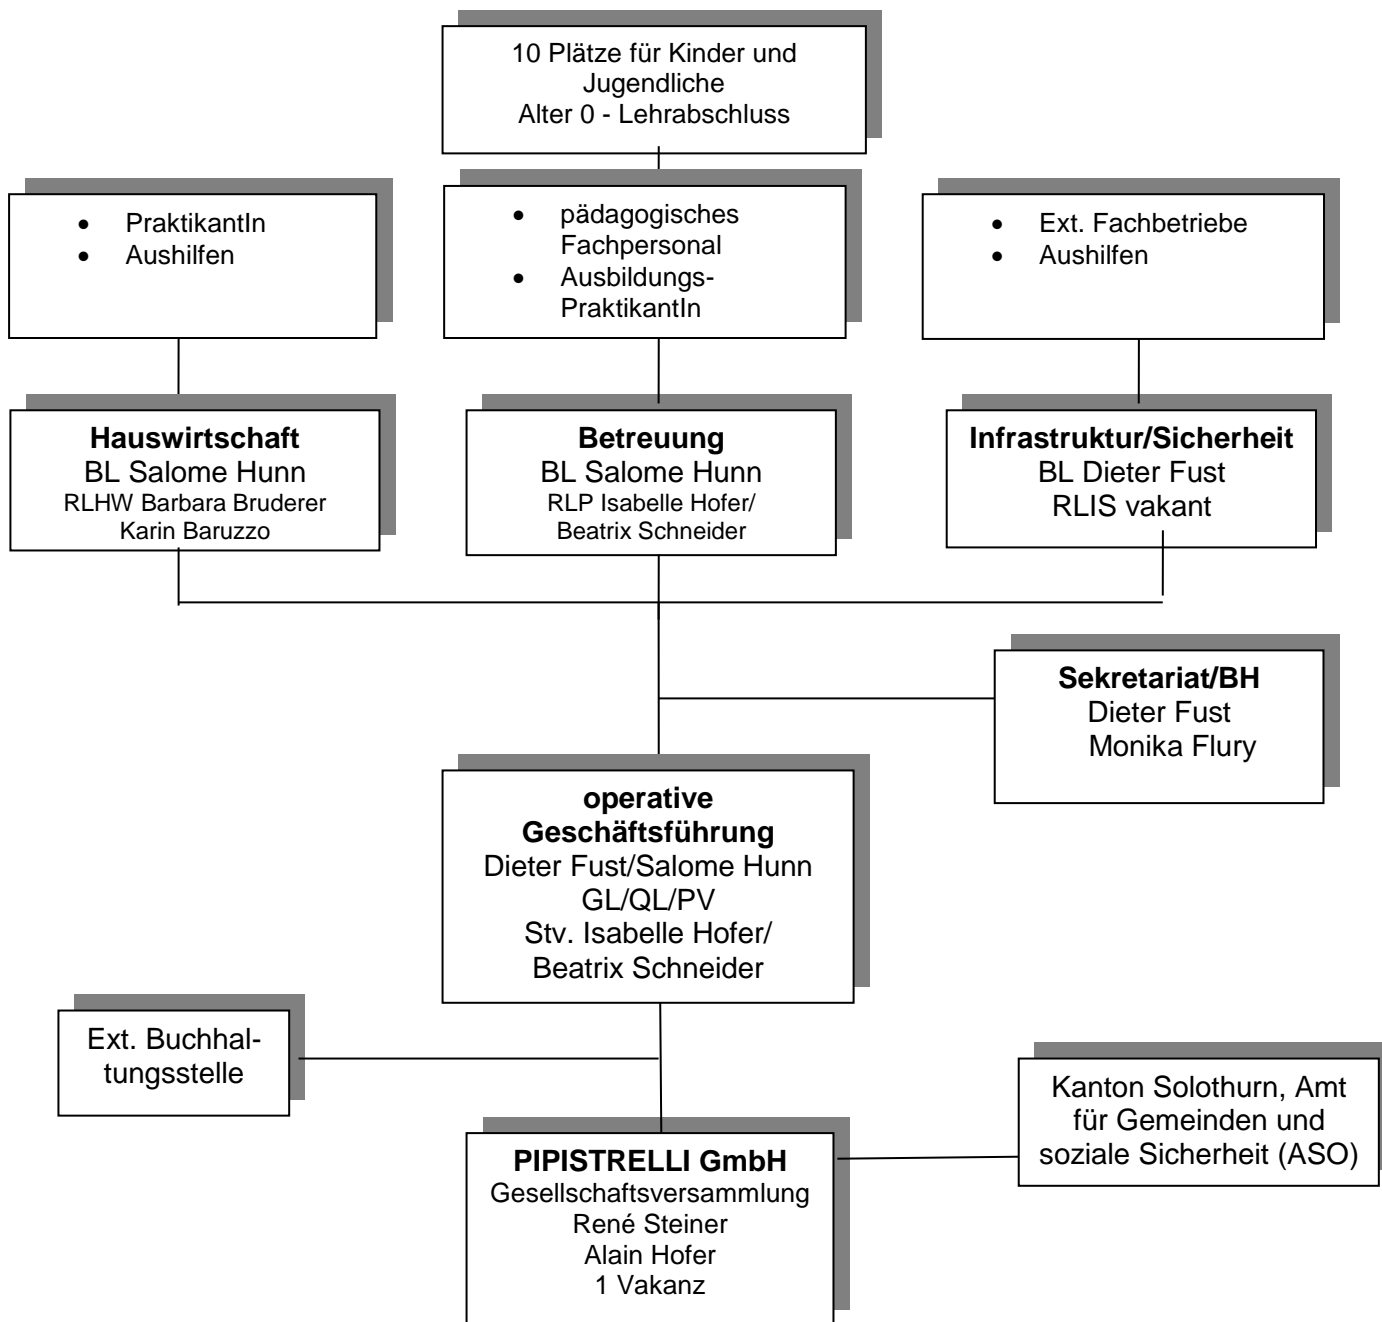 10 Plätze für Kinder und
Jugendliche
Alter 0 - Lehrabschluss
• PraktikantIn
• Aushilfen
• pädagogisches
Fachpersonal
• Ausbildungs-
PraktikantIn
• Ext. Fachbetriebe
• Aushilfen
Hauswirtschaft
BL Salome Hunn
RLHW Barbara Bruderer
Karin Baruzzo
Betreuung
BL Salome Hunn
RLP Isabelle Hofer/
Beatrix Schneider
Infrastruktur/Sicherheit
BL Dieter Fust
RLIS vakant
Sekretariat/BH
Dieter Fust
Monika Flury
operative
Geschäftsführung
Dieter Fust/Salome Hunn
GL/QL/PV
Stv. Isabelle Hofer/
Beatrix Schneider
Ext. Buchhal-
tungsstelle
Kanton Solothurn, Amt
für Gemeinden und
soziale Sicherheit (ASO)
PIPISTRELLI GmbH
Gesellschaftsversammlung
René Steiner
Alain Hofer
1 Vakanz